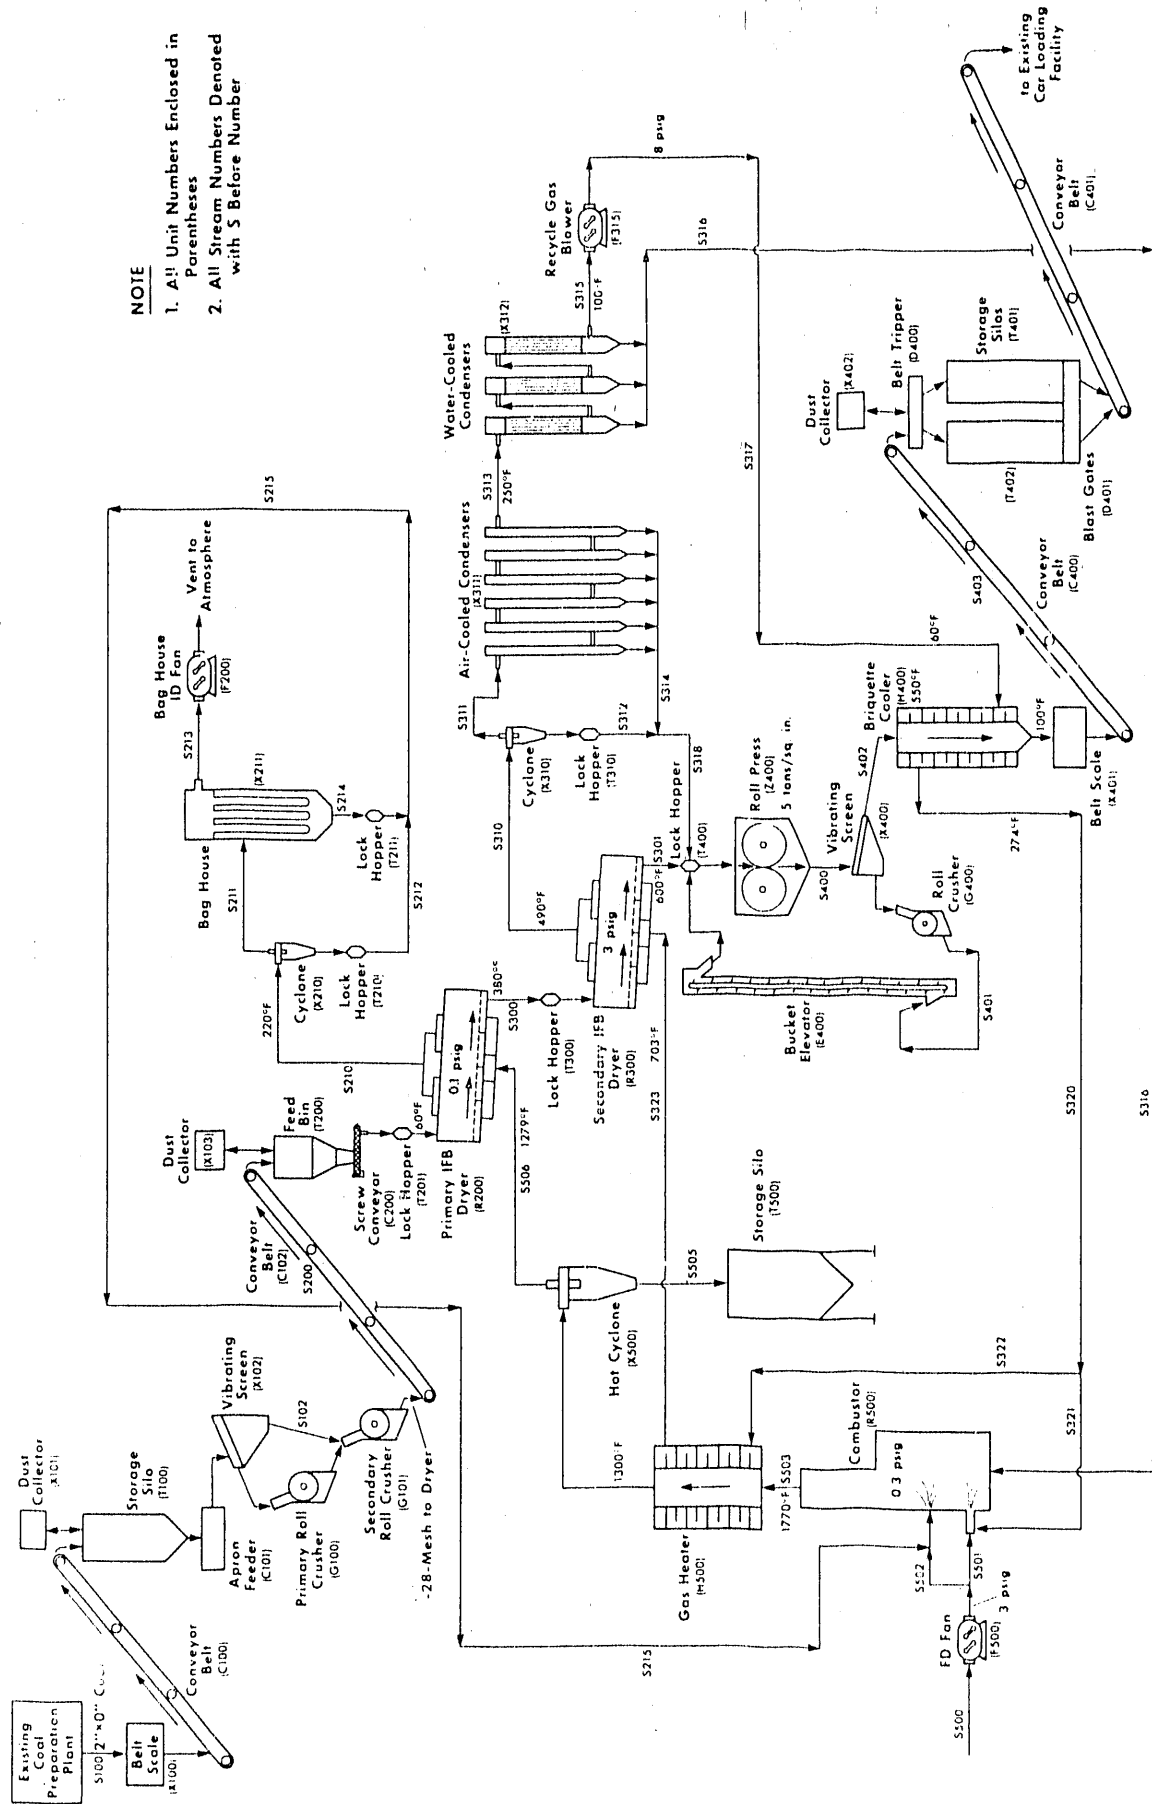 NOTE
1. All Unit Numbers Enclosed in
Parentheses
2. All Stream Numbers Denoted
with S Before Number
Existing
Coal
Preparation
Plant
S100
2"x0"
Belt
Scale
(X100)
Conveyor
Belt
(C100)
Dust
Collector
(X101)
Storage
Silo
(T100)
Apron
Feeder
(C101)
Vibrating
Screen
(X102)
S102
Primary Roll
Crusher
(G100)
Secondary
Roll Crusher
(G101)
-28-Mesh to Dryer
Conveyor
Belt
(C102)
S200
Dust
Collector
(X103)
Feed
Bin
(T200)
Screw
Conveyor
(C200)
Lock Hopper
(T201)
60°F
Primary IFB
Dryer
(R200)
0.1 psig
S210
220°F
Cyclone
(X210)
Lock
Hopper
(T210)
S211
S212
Bag House
(X211)
S214
Lock
Hopper
(T211)
S213
Bag House
ID Fan
(F200)
Vent to
Atmosphere
S215
380°F
S300
Lock Hopper
(T300)
Secondary IFB
Dryer
(R300)
3 psig
490°F
S310
703°F
S323
600°F
S301
Cyclone
(X310)
Lock
Hopper
(T310)
S311
S312
Air-Cooled Condensers
(X311)
S314
S313
250°F
Water-Cooled
Condensers
(X312)
S315
100°F
Recycle Gas
Blower
(F315)
8 psig
S316
S317
S318
Lock Hopper
(T400)
Roll Press
(Z400)
5 tons/sq. in.
S400
Vibrating
Screen
(X400)
S402
Roll
Crusher
(G400)
S401
Bucket
Elevator
(E400)
Briquette
Cooler
(H400)
550°F
60°F
100°F
274°F
Belt Scale
(X401)
Conveyor
Belt
(C400)
S403
Dust
Collector
(X402)
Belt Tripper
(D400)
Storage
Silos
(T401)
(T402)
Blast Gates
(D401)
Conveyor
Belt
(C401)
to Existing
Car Loading
Facility
S506
1279°F
Hot Cyclone
(X500)
S505
Storage Silo
(T500)
1300°F
Gas Heater
(H500)
1770°F
S503
Combustor
(R500)
0.3 psig
S322
S321
S320
S316
S215
S502
S501
3 psig
FD Fan
(F500)
S500